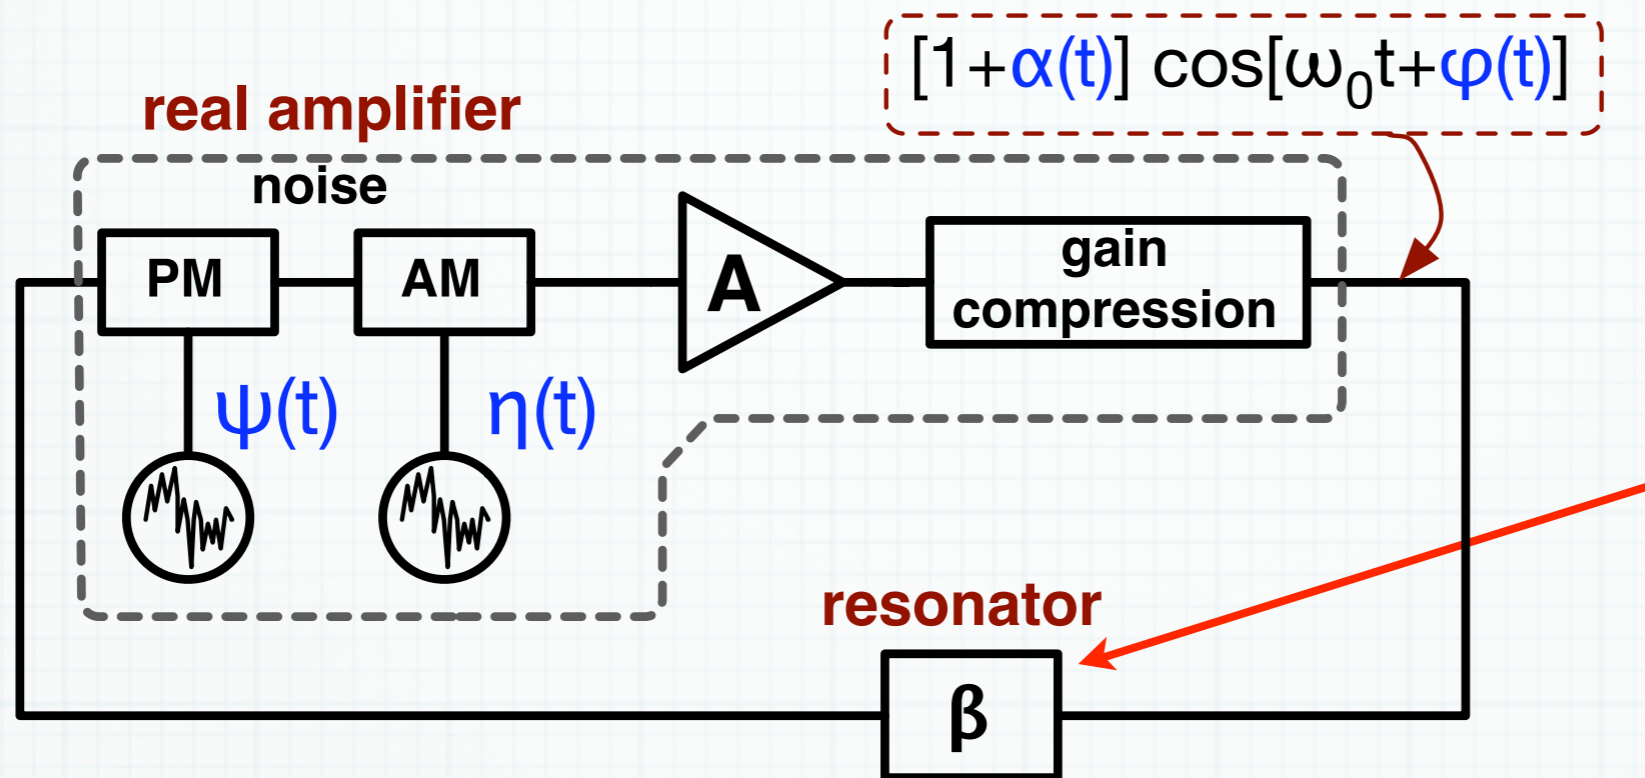 [1+α(t)] cos[ω₀t+φ(t)]
real amplifier
noise
PM
AM
A
gain
compression
ψ(t)
η(t)
resonator
β